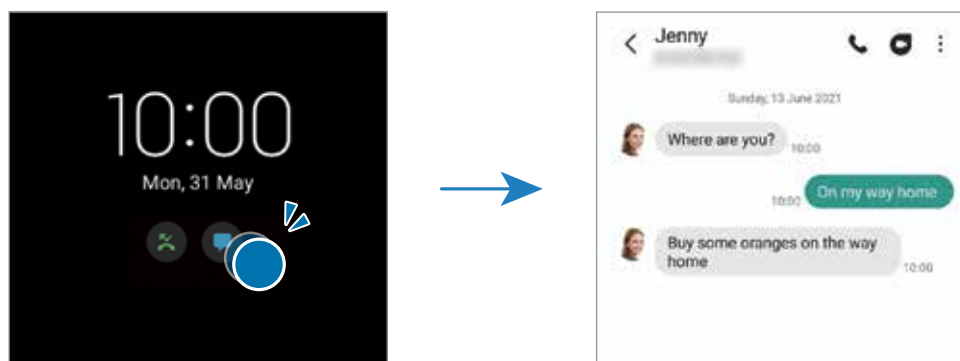 10:00
Mon, 31 May
Jenny
Sunday, 13 June 2021
Where are you?
10:00
10:00
On my way home
Buy some oranges on the way
home
10:00